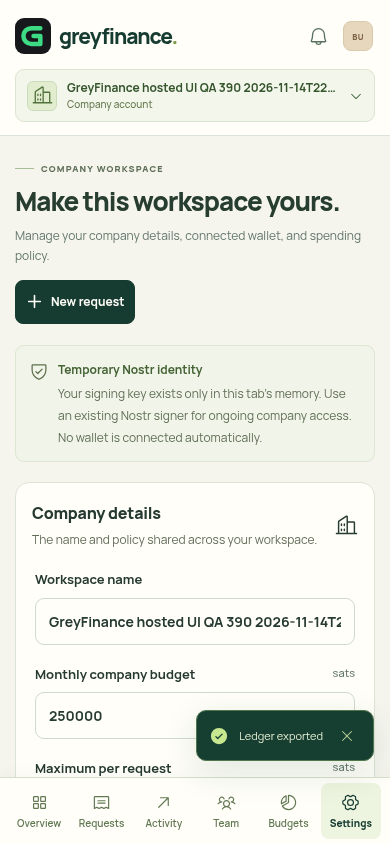 greyfinance.
BU
GreyFinance hosted UI QA 390 2026-11-14T22...
Company account
COMPANY WORKSPACE
Make this workspace yours.
Manage your company details, connected wallet, and spending
policy.
New request
Temporary Nostr identity
Your signing key exists only in this tab's memory. Use
an existing Nostr signer for ongoing company access.
No wallet is connected automatically.
Company details
The name and policy shared across your workspace.
Workspace name
GreyFinance hosted UI QA 390 2026-11-14T2
Monthly company budget
sats
250000
Ledger exported
Maximum per request
sats
Overview
Requests
Activity
Team
Budgets
Settings